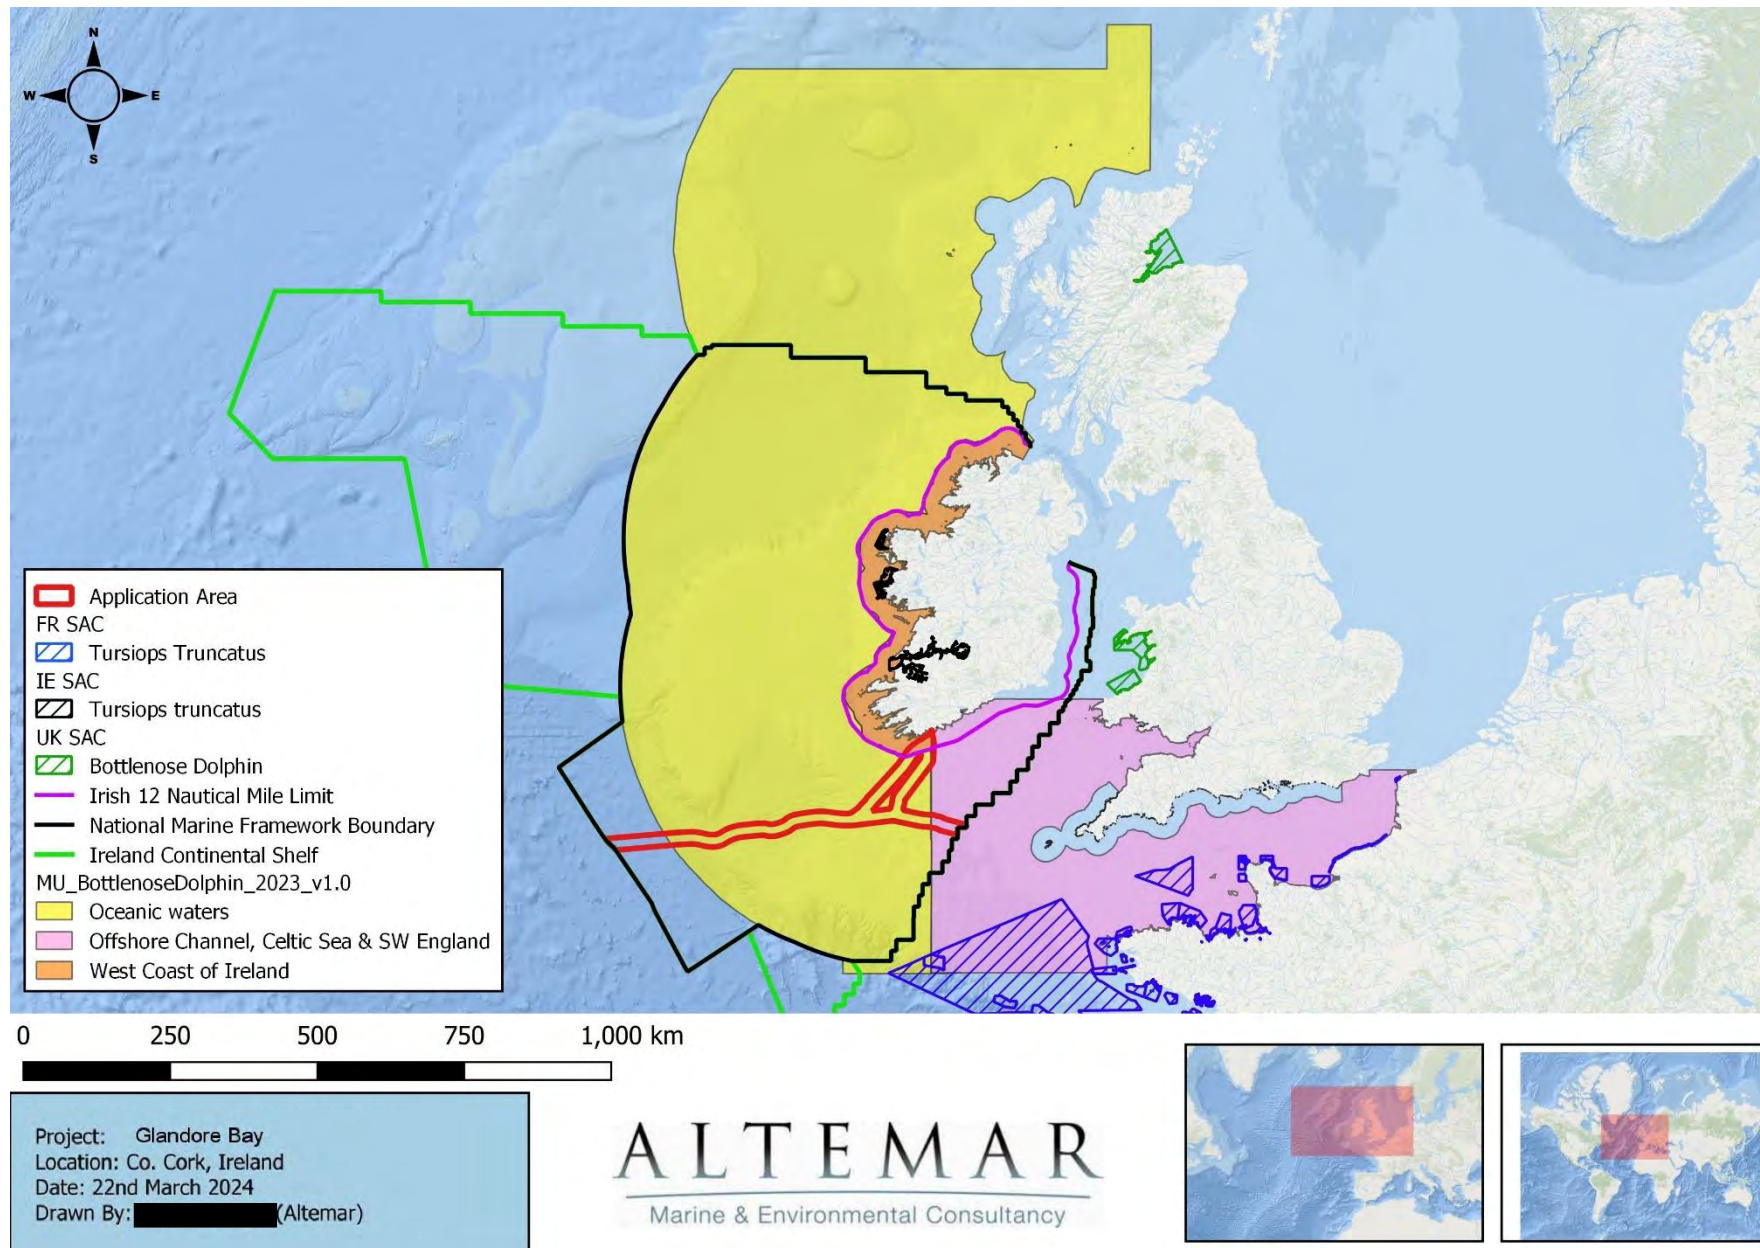 N
W E
S
Application Area
FR SAC
Tursiops Truncatus
IE SAC
Tursiops truncatus
UK SAC
Bottlenose Dolphin
Irish 12 Nautical Mile Limit
National Marine Framework Boundary
Ireland Continental Shelf
MU_BottlenoseDolphin_2023_v1.0
Oceanic waters
Offshore Channel, Celtic Sea & SW England
West Coast of Ireland
0 250 500 750 1,000 km
Project: Glandore Bay
Location: Co. Cork, Ireland
Date: 22nd March 2024
Drawn By: (Altemar)
ALTEMAR
Marine & Environmental Consultancy